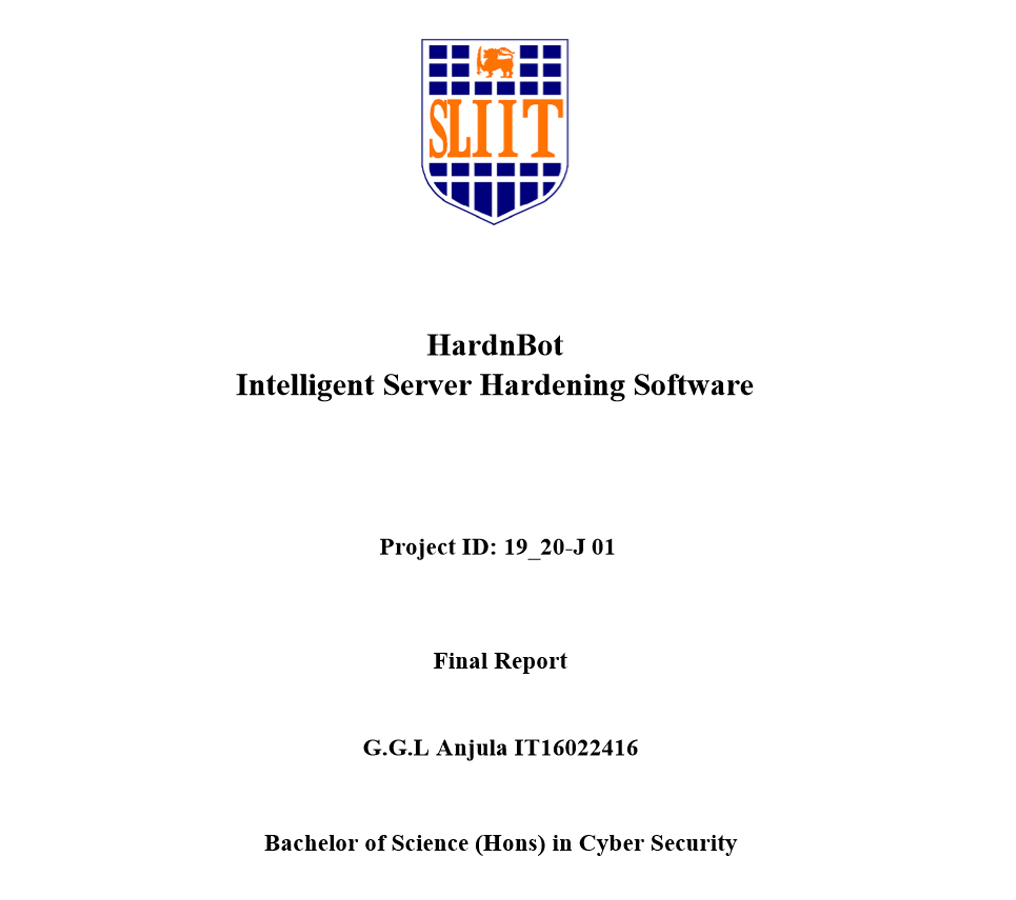 SLIIT
HardnBot
Intelligent Server Hardening Software
Project ID: 19_20-J 01
Final Report
G.G.L Anjula IT16022416
Bachelor of Science (Hons) in Cyber Security